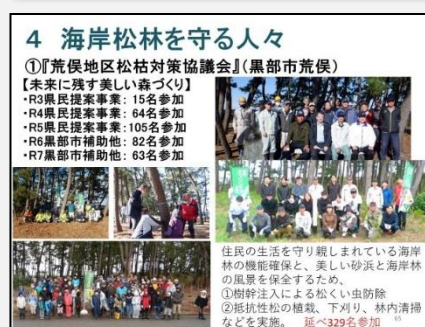 4 海岸松林を守る人々
①『荒俣地区松枯対策協議会』(黒部市荒俣)
【未来に残す美しい森づくり】
・R3県民提案事業: 15名参加
・R4県民提案事業: 64名参加
・R5県民提案事業:105名参加
・R6黒部市補助他: 82名参加
・R7黒部市補助他: 63名参加
住民の生活を守り親しまれている海岸
林の機能確保と、美しい砂浜と海岸林
の風景を保全するため、
①樹幹注入による松くい虫防除
②抵抗性松の植栽、下刈り、林内清掃
などを実施。 延べ329名参加